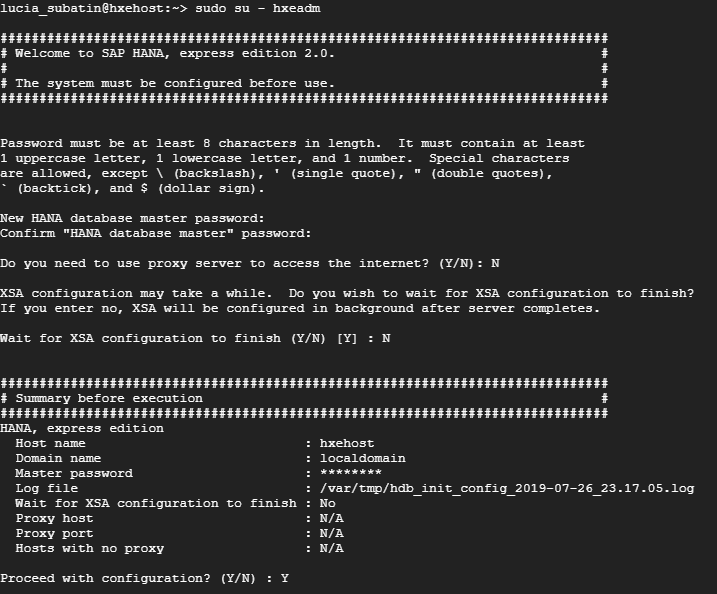 lucia_subatin@hxehost:~> sudo su - hxeadm
##############################################################################
# Welcome to SAP HANA, express edition 2.0. #
# #
# The system must be configured before use. #
##############################################################################
Password must be at least 8 characters in length. It must contain at least
1 uppercase letter, 1 lowercase letter, and 1 number. Special characters
are allowed, except \ (backslash), ' (single quote), " (double quotes),
` (backtick), and $ (dollar sign).
New HANA database master password:
Confirm "HANA database master" password:
Do you need to use proxy server to access the internet? (Y/N): N
XSA configuration may take a while. Do you wish to wait for XSA configuration to finish?
If you enter no, XSA will be configured in background after server completes.
Wait for XSA configuration to finish (Y/N) [Y] : N
##############################################################################
# Summary before execution #
##############################################################################
HANA, express edition
Host name : hxehost
Domain name : localdomain
Master password : ********
Log file : /var/tmp/hdb_init_config_2019-07-26_23.17.05.log
Wait for XSA configuration to finish : No
Proxy host : N/A
Proxy port : N/A
Hosts with no proxy : N/A
Proceed with configuration? (Y/N) : Y